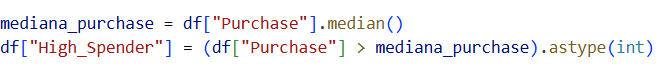 mediana_purchase = df["Purchase"].median()
df["High_Spender"] = (df["Purchase"] > mediana_purchase).astype(int)